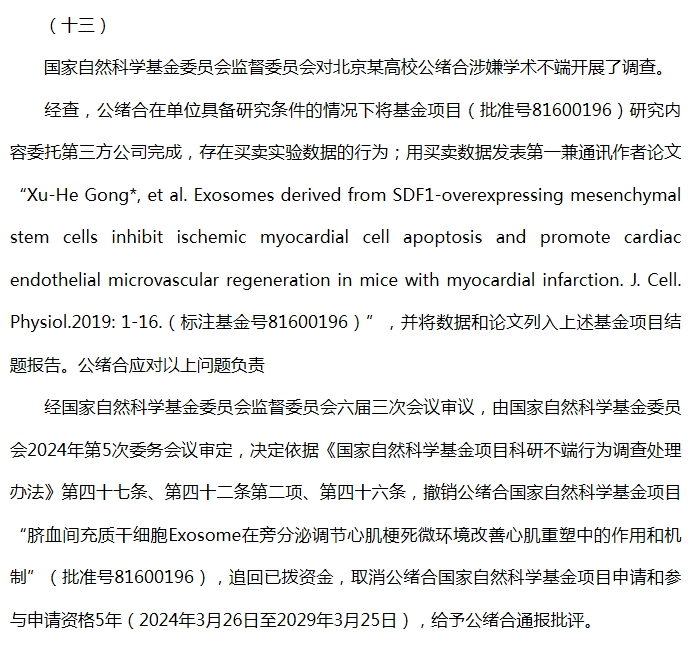 （十三）
国家自然科学基金委员会监督委员会对北京某高校公绪合涉嫌学术不端开展了调查。
经查，公绪合在单位具备研究条件的情况下将基金项目（批准号81600196）研究内
容委托第三方公司完成，存在买卖实验数据的行为；用买卖数据发表第一兼通讯作者论文
“Xu-He Gong*, et al. Exosomes derived from SDF1-overexpressing mesenchymal
stem cells inhibit ischemic myocardial cell apoptosis and promote cardiac
endothelial microvascular regeneration in mice with myocardial infarction. J. Cell.
Physiol.2019: 1-16.（标注基金号81600196）”，并将数据和论文列入上述基金项目结
题报告。公绪合应对以上问题负责
经国家自然科学基金委员会监督委员会六届三次会议审议，由国家自然科学基金委员
会2024年第5次委务会议审定，决定依据《国家自然科学基金项目科研不端行为调查处理
办法》第四十七条、第四十二条第二项、第四十六条，撤销公绪合国家自然科学基金项目
“脐血间充质干细胞Exosome在旁分泌调节心肌梗死微环境改善心肌重塑中的作用和机
制”（批准号81600196），追回已拨资金，取消公绪合国家自然科学基金项目申请和参
与申请资格5年（2024年3月26日至2029年3月25日），给予公绪合通报批评。